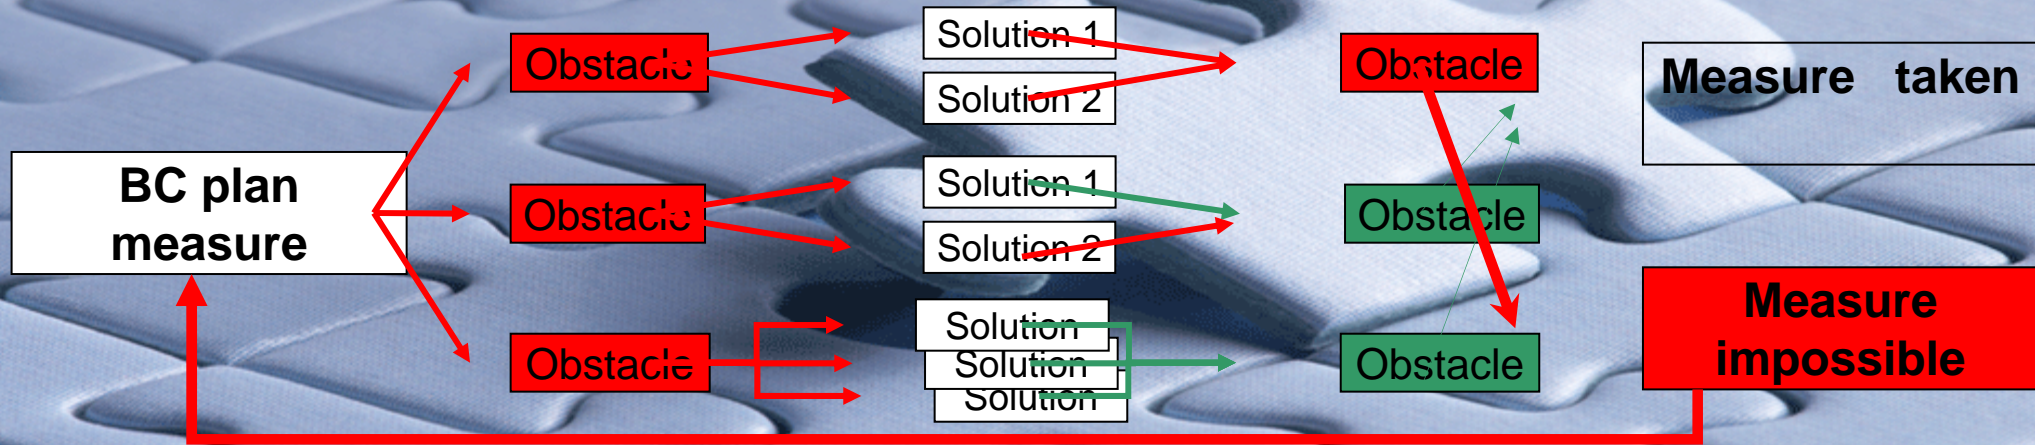 BC plan
measure
Obstacle
Obstacle
Obstacle
Solution 1
Solution 2
Solution 1
Solution 2
Solution
Solution
Solution
Obstacle
Obstacle
Obstacle
Measure taken
Measure
impossible